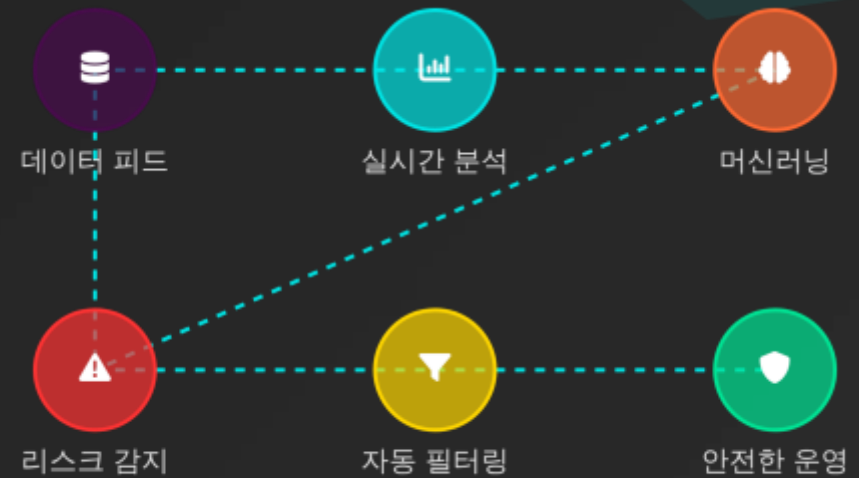 데이터 피드
실시간 분석
머신러닝
리스크 감지
자동 필터링
안전한 운영